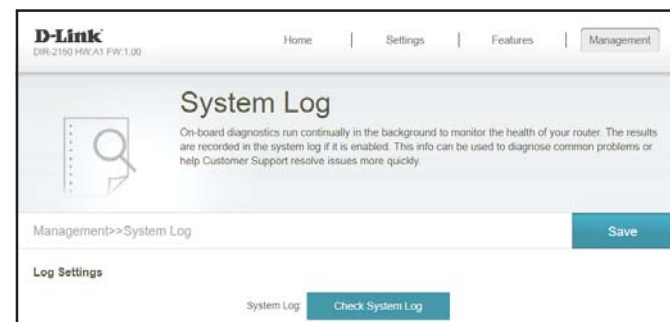 D-Link
DIR-2150 HW:A1 FW:1.00
Home | Settings | Features | Management
System Log
On-board diagnostics run continually in the background to monitor the health of your router. The results
are recorded in the system log if it is enabled. This info can be used to diagnose common problems or
help Customer Support resolve issues more quickly.
Management>>System Log
Save
Log Settings
System Log: Check System Log